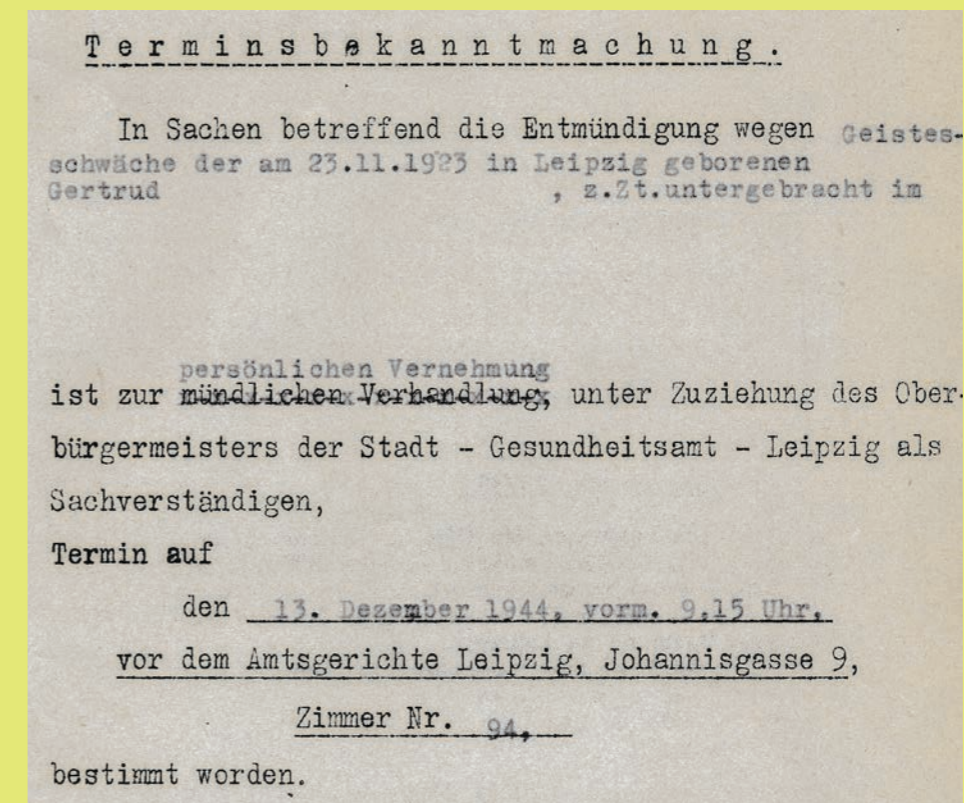 Terminsbekanntmachung.
In Sachen betreffend die Entmündigung wegen Geistes-
schwäche der am 23.11.1923 in Leipzig geborenen
Gertrud , z.Zt.untergebracht im
persönlichen Vernehmung
ist zur mündlichen Verhandlung, unter Zuziehung des Ober-
bürgermeisters der Stadt - Gesundheitsamt - Leipzig als
Sachverständigen,
Termin auf
den 13. Dezember 1944, vorm. 9.15 Uhr,
vor dem Amtsgerichte Leipzig, Johannisgasse 9,
Zimmer Nr. 94,
bestimmt worden.